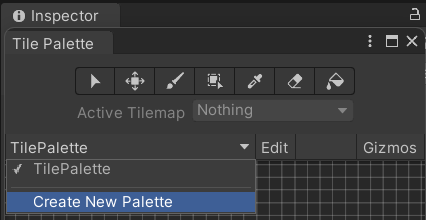 Inspector
Tile Palette
Active Tilemap Nothing
TilePalette Edit Gizmos
TilePalette
Create New Palette